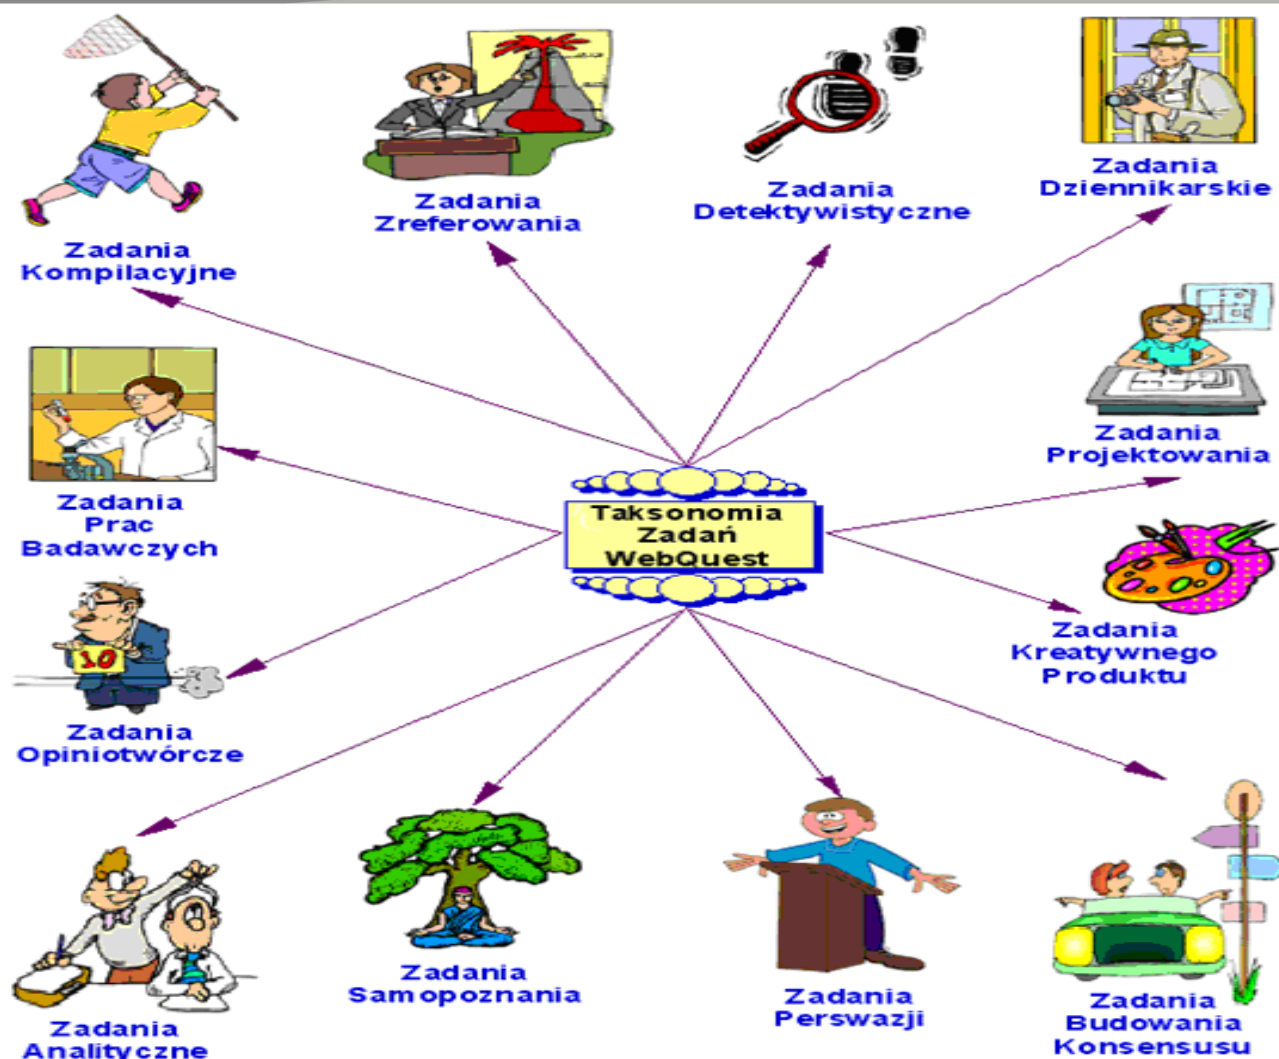 Zadania
Kompilacyjne
Zadania
Zreferowania
Zadania
Detektywistyczne
Zadania
Dziennikarskie
Zadania
Projektowania
Zadania
Prac
Badawczych
Taksonomia
Zadań
WebQuest
Zadania
Kreatywnego
Produktu
10
Zadania
Opiniotwórcze
Zadania
Analityczne
Zadania
Samopoznania
Zadania
Perswazji
Zadania
Budowania
Konsensusu